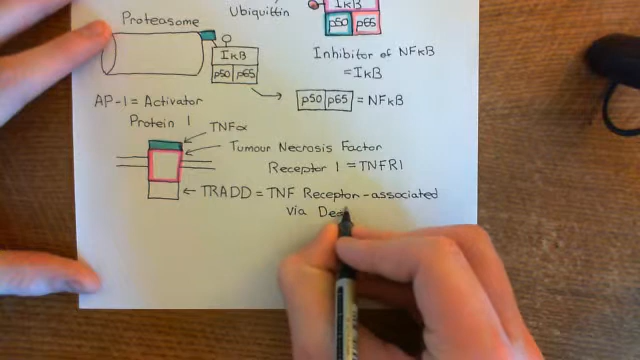 Proteasome
Ubiquitin
IκB
p50 p65
Inhibitor of NFκB
= IκB
IκB
p50 p65
p50 p65 = NFκB
AP-1 = Activator
Protein 1
TNFα
Tumour Necrosis Factor
Receptor 1 = TNFR1
TRADD = TNF Receptor-associated
via Dea